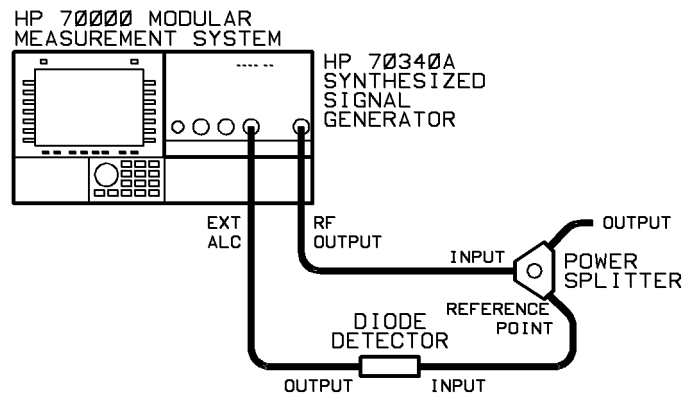 HP 70000 MODULAR
MEASUREMENT SYSTEM
HP 70340A
SYNTHESIZED
SIGNAL
GENERATOR
EXT
ALC
RF
OUTPUT
INPUT
OUTPUT
POWER
SPLITTER
REFERENCE
POINT
DIODE
DETECTOR
OUTPUT
INPUT